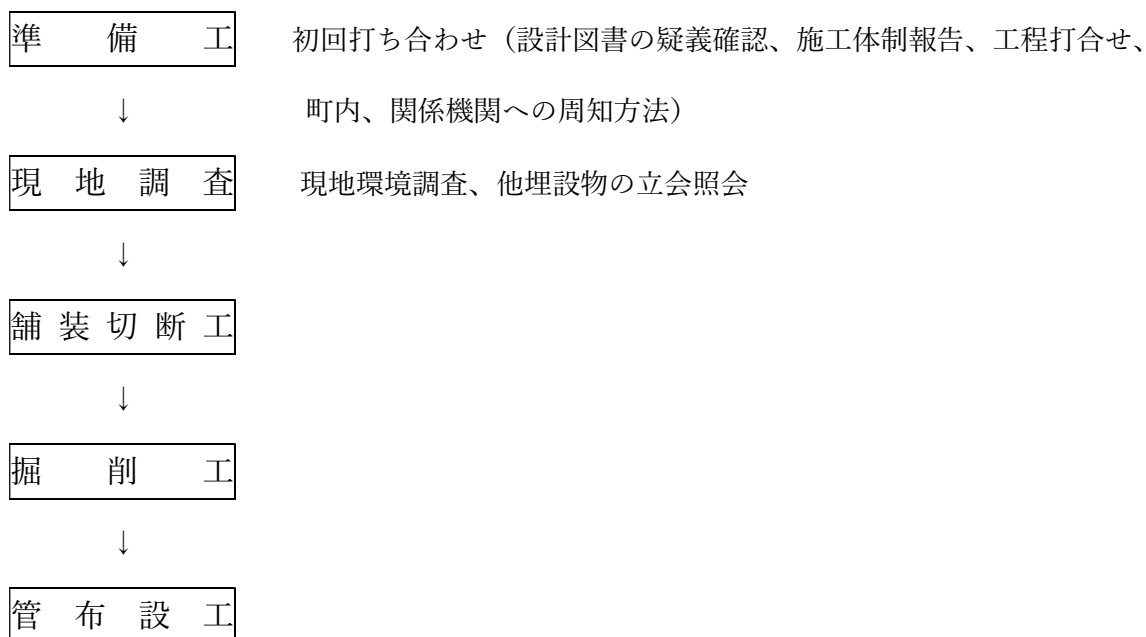 準備工 初回打ち合わせ（設計図書の疑義確認、施工体制報告、工程打合せ、
↓ 町内、関係機関への周知方法）
現地調査 現地環境調査、他埋設物の立会照会
↓
舗装切断工
↓
掘削工
↓
管布設工